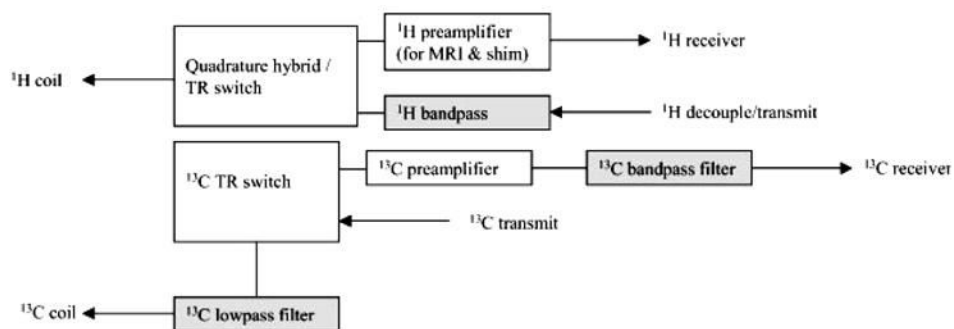 ¹H preamplifier
(for MRI & shim)
¹H receiver
Quadrature hybrid /
TR switch
¹H coil
¹H bandpass
¹H decouple/transmit
¹³C TR switch
¹³C preamplifier
¹³C bandpass filter
¹³C receiver
¹³C transmit
¹³C coil
¹³C lowpass filter